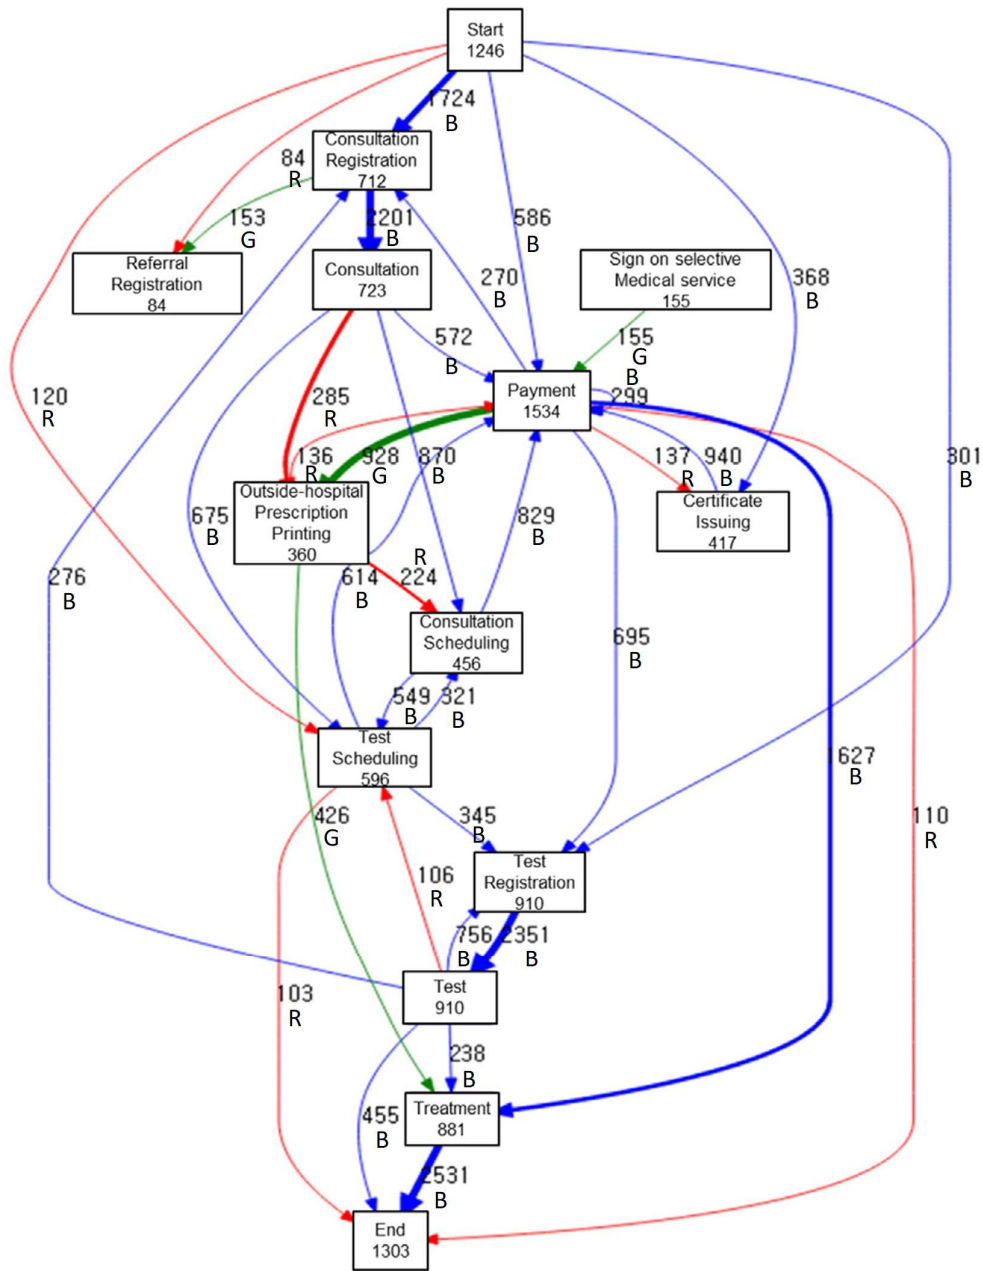 Start
1246
1724
B
Consultation
Registration
712
84
R
153
G
2201
B
586
B
Referral
Registration
84
Consultation
723
270
B
Sign on selective
Medical service
155
368
B
572
B
155
G
B
299
Payment
1534
120
R
285
R
136
R
928
G
870
B
137
R
940
B
301
B
Outside-hospital
Prescription
Printing
360
Certificate
Issuing
417
675
B
829
B
R
224
614
B
276
B
Consultation
Scheduling
456
695
B
549
B
321
B
Test
Scheduling
596
1627
B
426
G
345
B
110
R
Test
Registration
910
106
R
756
B
2351
B
Test
910
103
R
238
B
Treatment
881
455
B
2531
B
End
1303